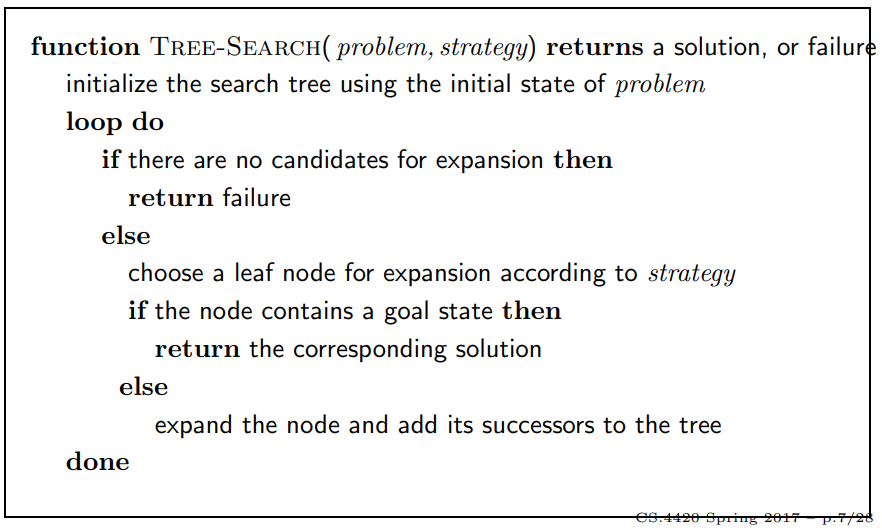 function TREE-SEARCH( problem, strategy) returns a solution, or failure
initialize the search tree using the initial state of problem
loop do
if there are no candidates for expansion then
return failure
else
choose a leaf node for expansion according to strategy
if the node contains a goal state then
return the corresponding solution
else
expand the node and add its successors to the tree
done
CS:4420 Spring 2017 – p.7/28